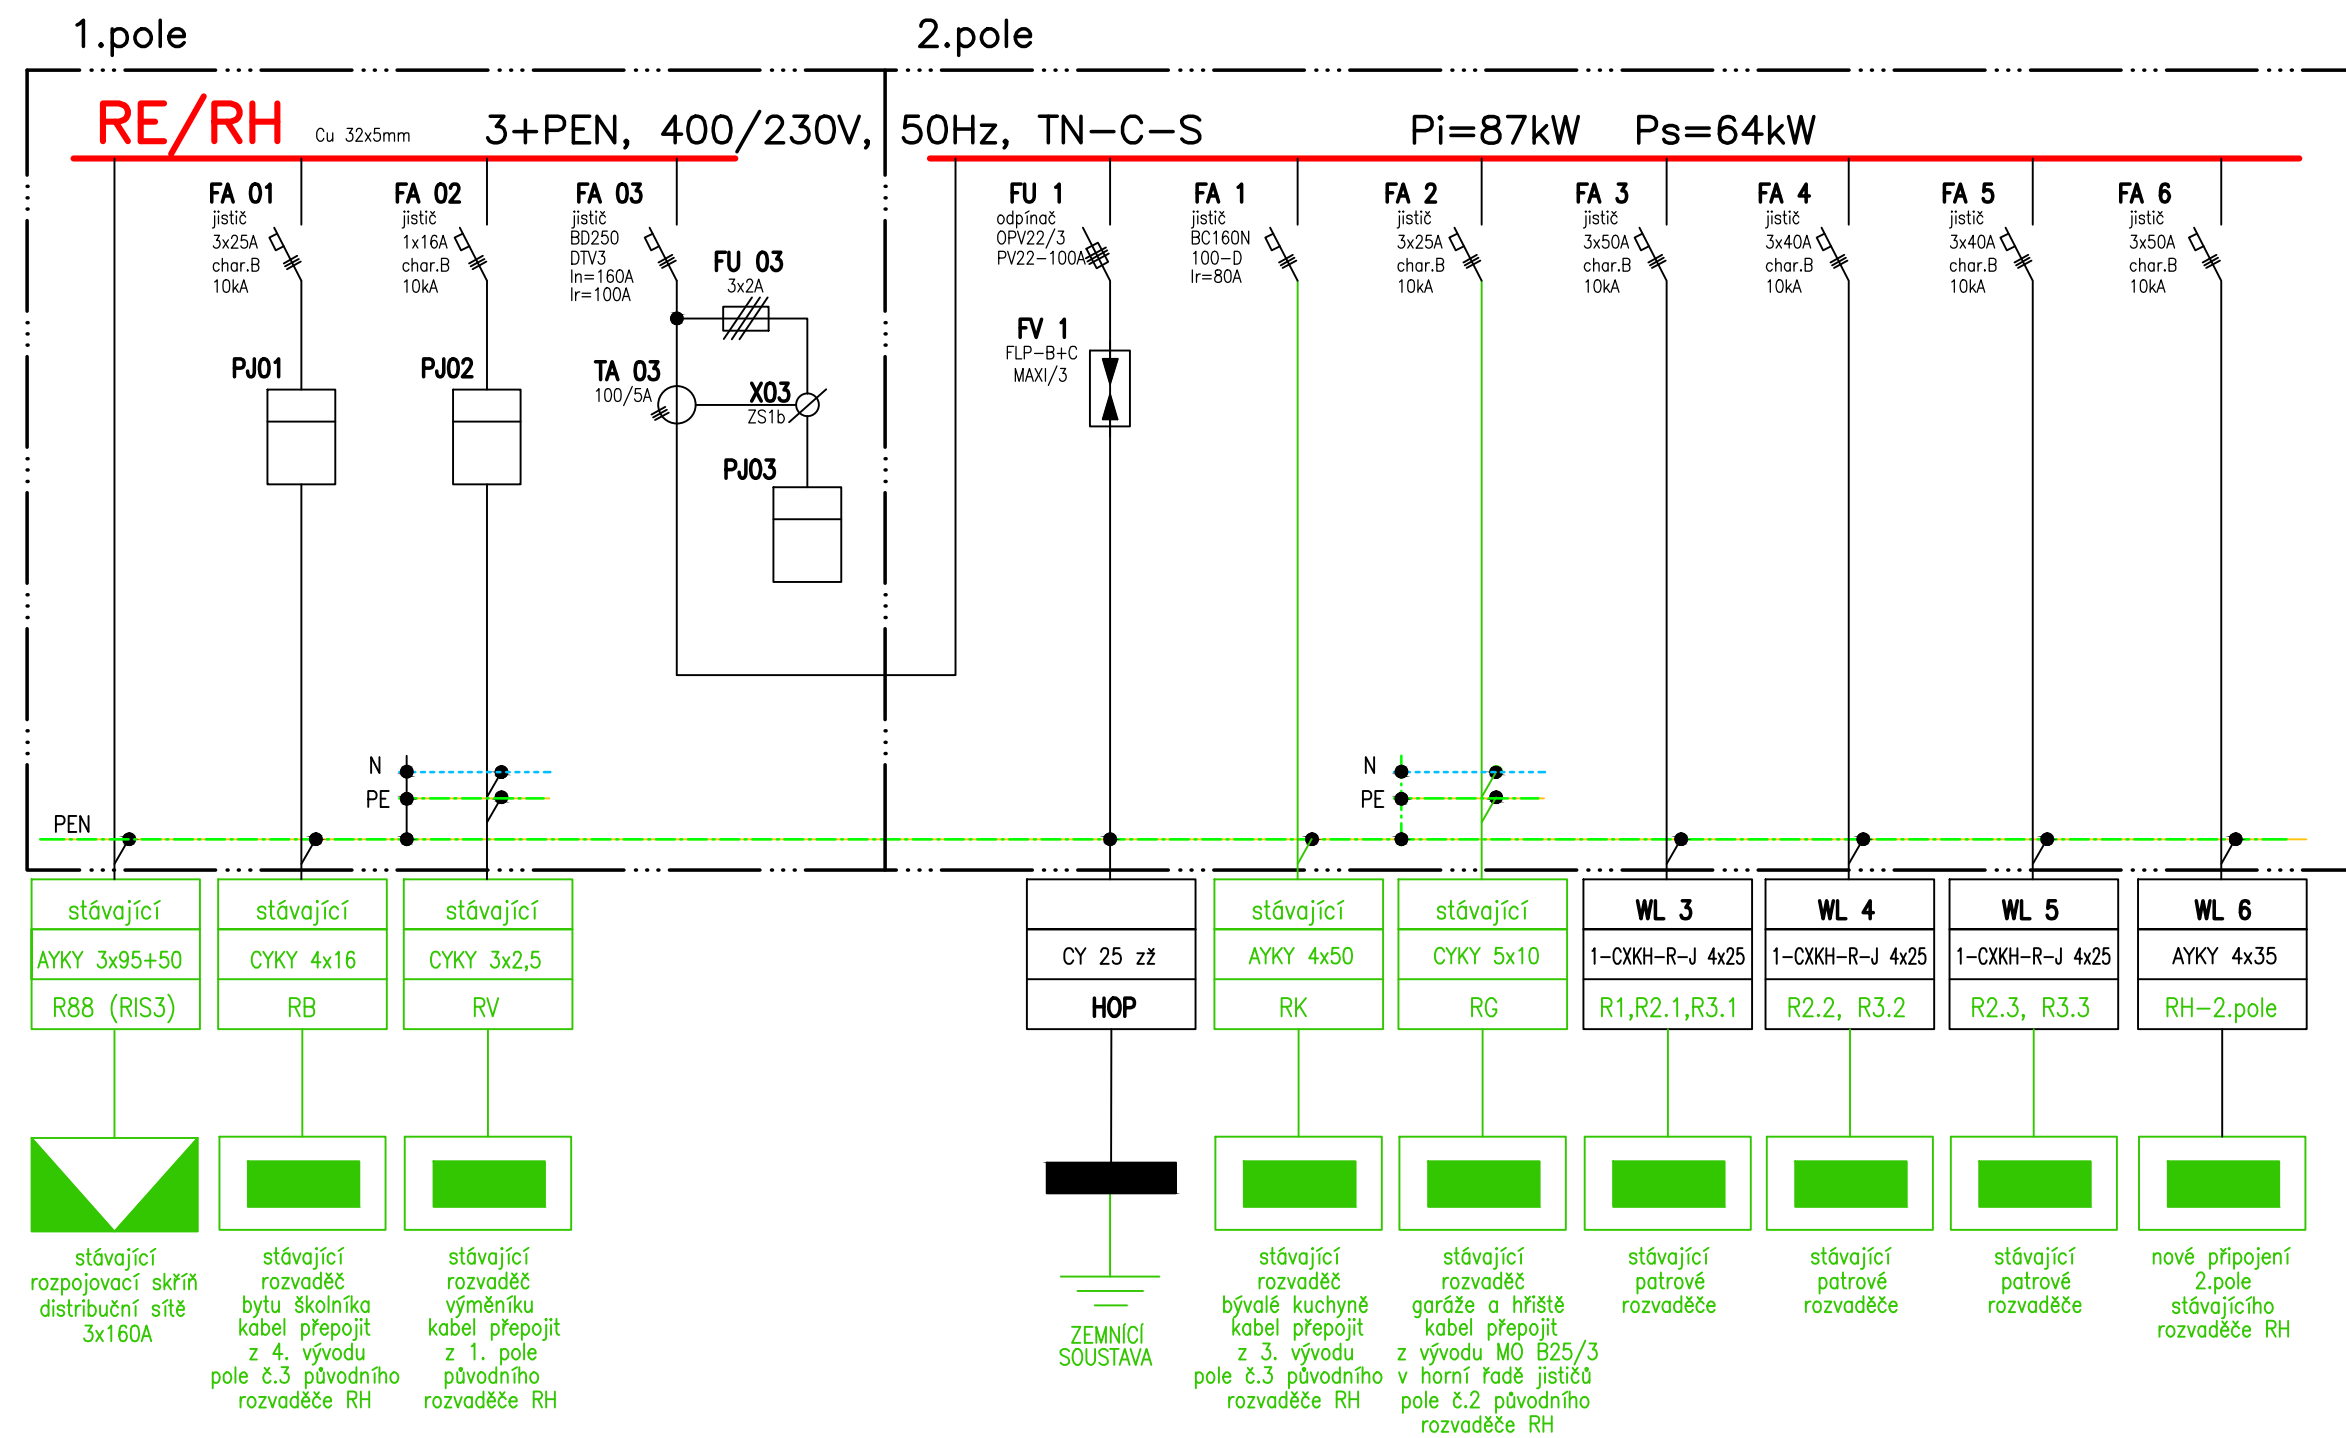 1.pole
2.pole
RE/RH Cu 32x5mm 3+PEN, 400/230V, 50Hz, TN-C-S Pi=87kW Ps=64kW
FA 01
jistič
3x25A
char.B
10kA
FA 02
jistič
1x16A
char.B
10kA
FA 03
jistič
BD250
DTV3
In=160A
Ir=100A
FU 03
3x2A
PJ01
PJ02
TA 03
100/5A
X03
ZS1b
PJ03
FU 1
odpínač
OPV22/3
PV22-100A
FV 1
FLP-B+C
MAXI/3
FA 1
jistič
BC160N
100-D
Ir=80A
FA 2
jistič
3x25A
char.B
10kA
FA 3
jistič
3x50A
char.B
10kA
FA 4
jistič
3x40A
char.B
10kA
FA 5
jistič
3x40A
char.B
10kA
FA 6
jistič
3x50A
char.B
10kA
N
PE
PEN
N
PE
stávající
AYKY 3x95+50
R88 (RIS3)
stávající
rozpojovací skříň
distribuční sítě
3x160A
stávající
CYKY 4x16
RB
stávající
rozvaděč
bytu školníka
kabel přepojit
z 4. vývodu
pole č.3 původního
rozvaděče RH
stávající
CYKY 3x2,5
RV
stávající
rozvaděč
výměníku
kabel přepojit
z 1. pole
původního
rozvaděče RH
CY 25 zž
HOP
ZEMNÍCÍ
SOUSTAVA
stávající
AYKY 4x50
RK
stávající
rozvaděč
bývalé kuchyně
kabel přepojit
z 3. vývodu
pole č.3 původního
rozvaděče RH
stávající
CYKY 5x10
RG
stávající
rozvaděč
garáže a hřiště
kabel přepojit
z vývodu MO B25/3
v horní řadě jističů
pole č.2 původního
rozvaděče RH
WL 3
1-CXKH-R-J 4x25
R1,R2.1,R3.1
stávající
patrové
rozvaděče
WL 4
1-CXKH-R-J 4x25
R2.2, R3.2
stávající
patrové
rozvaděče
WL 5
1-CXKH-R-J 4x25
R2.3, R3.3
stávající
patrové
rozvaděče
WL 6
AYKY 4x35
RH-2.pole
nové připojení
2.pole
stávajícího
rozvaděče RH